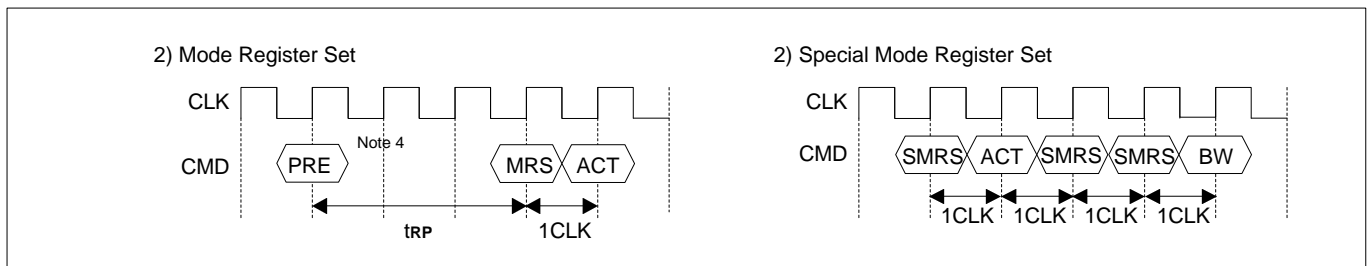 2) Mode Register Set
CLK
CMD
PRE
Note 4
MRS
ACT
tRP
1CLK
2) Special Mode Register Set
CLK
CMD
SMRS
ACT
SMRS
SMRS
BW
1CLK
1CLK
1CLK
1CLK